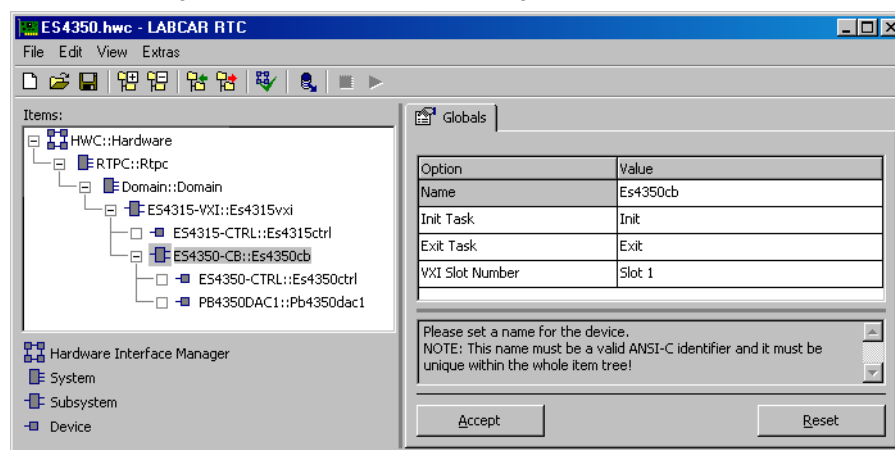 ES4350.hwc - LABCAR RTC
File Edit View Extras
Items:
HWC::Hardware
RTPC::Rtpc
Domain::Domain
ES4315-VXI::Es4315vxi
ES4315-CTRL::Es4315ctrl
ES4350-CB::Es4350cb
ES4350-CTRL::Es4350ctrl
PB4350DAC1::Pb4350dac1
Hardware Interface Manager
System
Subsystem
Device
Globals
Option Value
Name Es4350cb
Init Task Init
Exit Task Exit
VXI Slot Number Slot 1
Please set a name for the device.
NOTE: This name must be a valid ANSI-C identifier and it must be
unique within the whole item tree!
Accept Reset